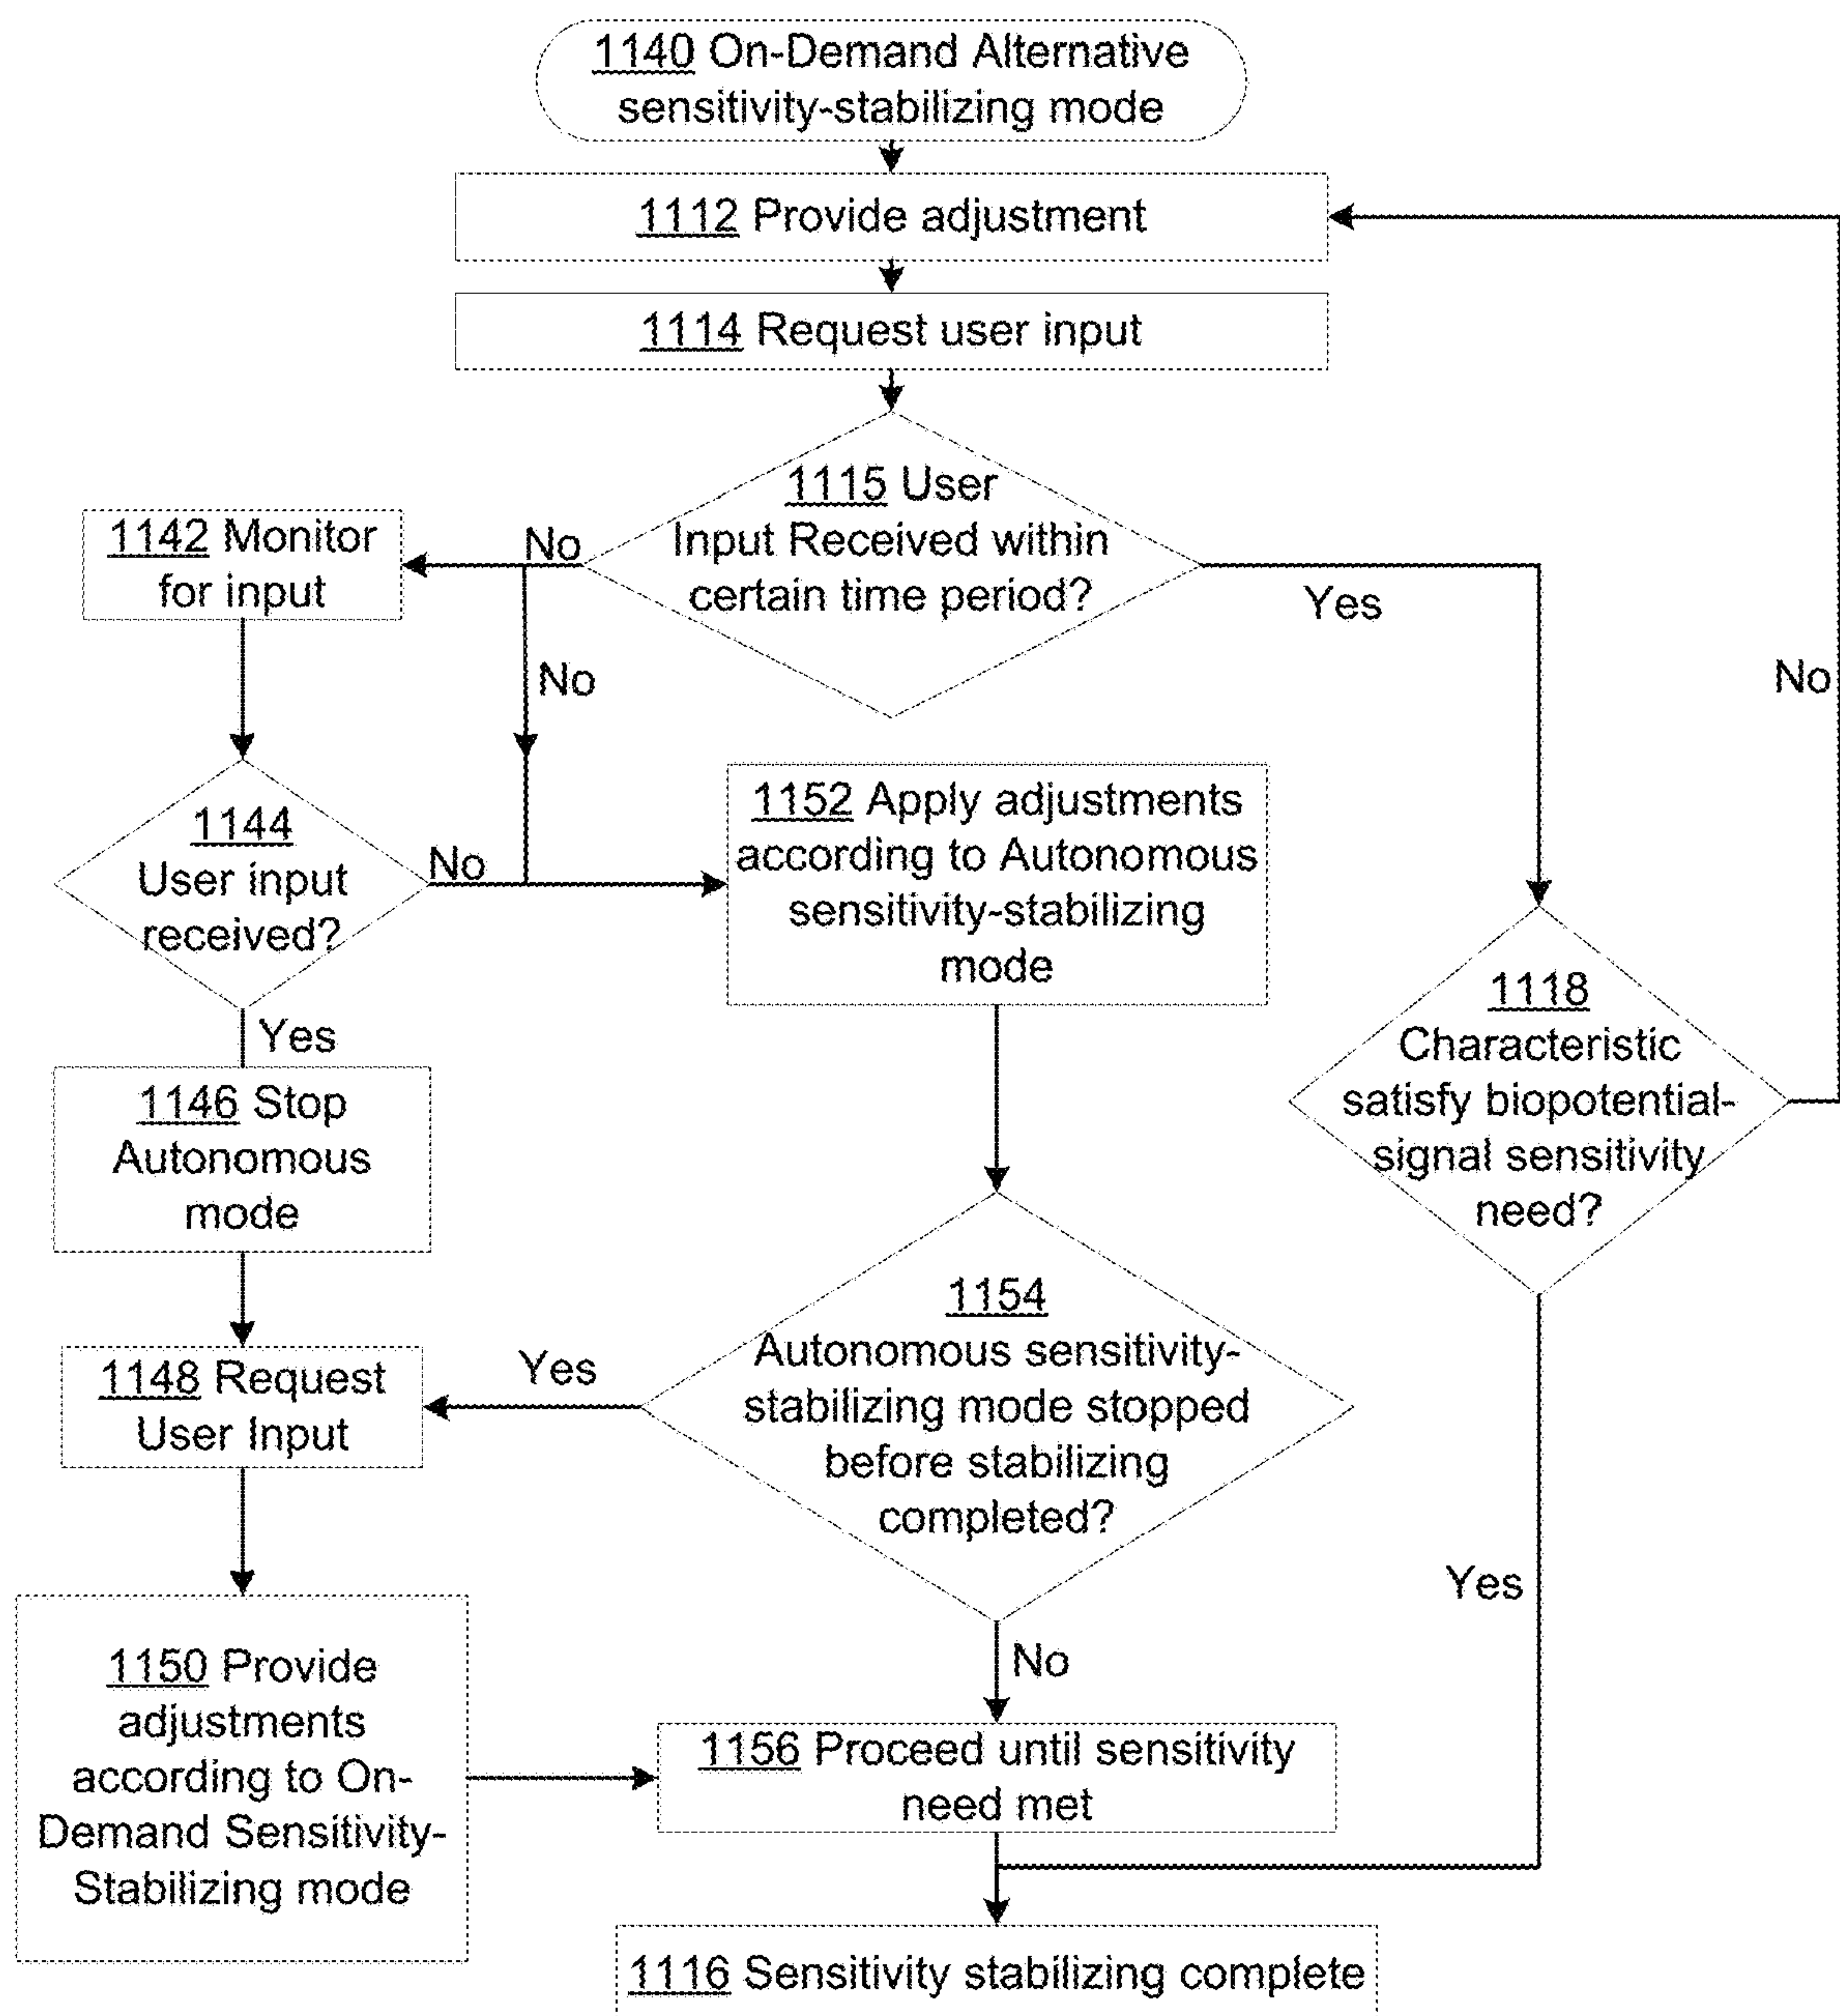 1140 On-Demand Alternative
sensitivity-stabilizing mode
1112 Provide adjustment
1114 Request user input
1115 User
Input Received within
certain time period?
No
Yes
1142 Monitor
for input
No
No
1144
User input
received?
No
Yes
1152 Apply adjustments
according to Autonomous
sensitivity-stabilizing
mode
1118
Characteristic
satisfy biopotential-
signal sensitivity
need?
1146 Stop
Autonomous
mode
1154
Autonomous sensitivity-
stabilizing mode stopped
before stabilizing
completed?
Yes
1148 Request
User Input
Yes
No
1150 Provide
adjustments
according to On-
Demand Sensitivity-
Stabilizing mode
1156 Proceed until sensitivity
need met
1116 Sensitivity stabilizing complete